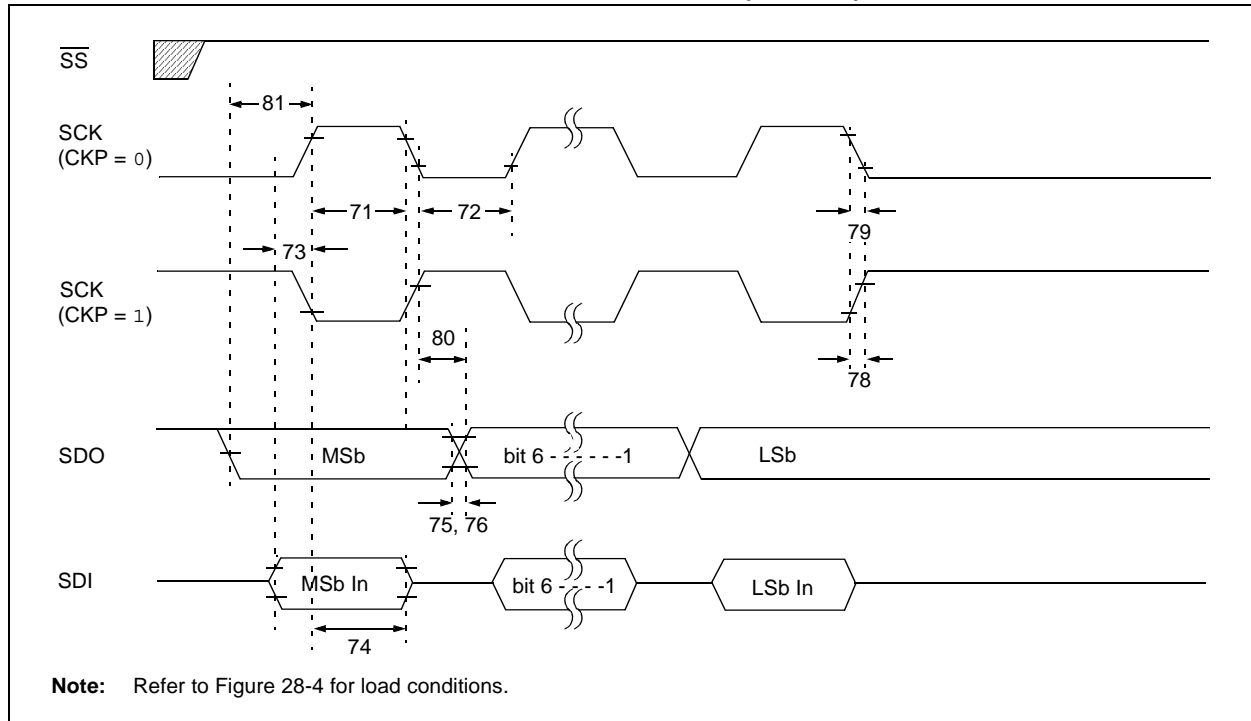 SS
81
SCK
(CKP = 0)
71
72
79
73
SCK
(CKP = 1)
80
78
SDO
MSb
bit 6 - - - - - -1
LSb
75, 76
SDI
MSb In
bit 6 - - - -1
LSb In
74
Note: Refer to Figure 28-4 for load conditions.